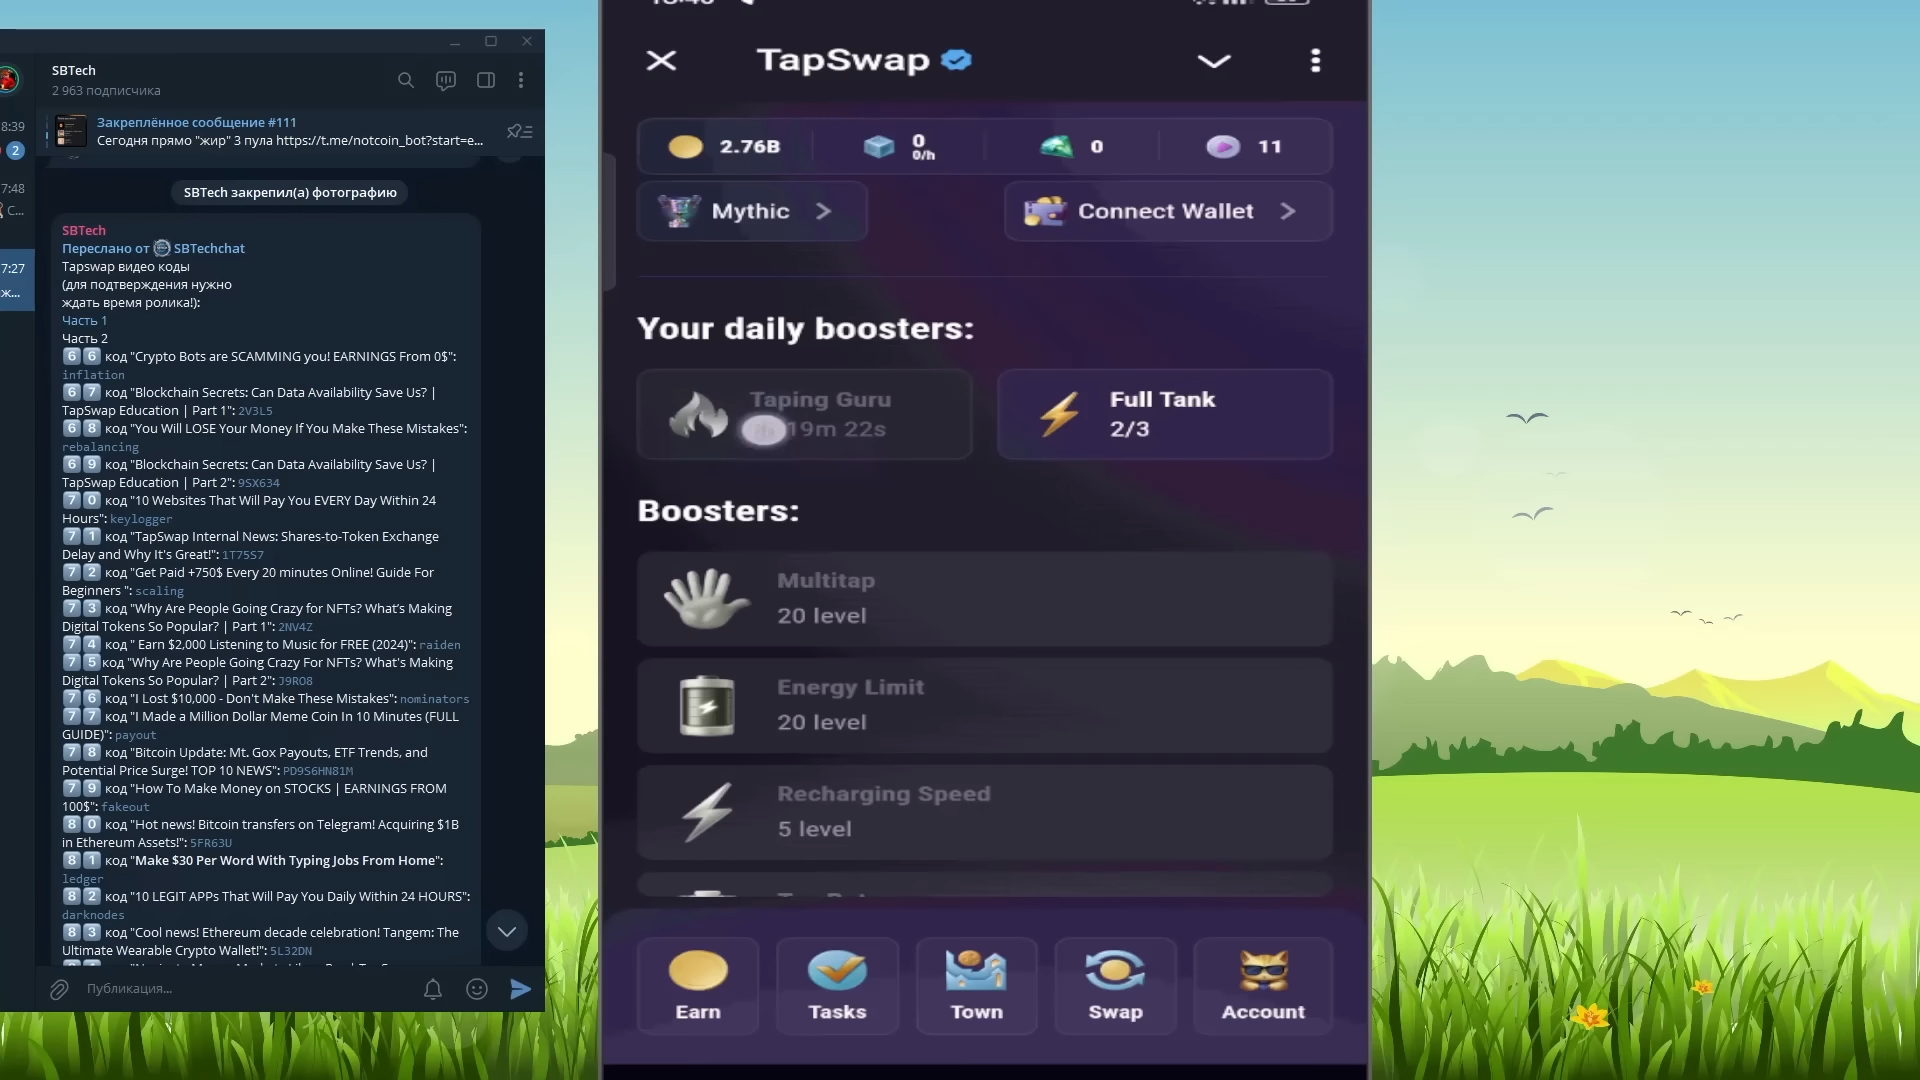 SBTech
2 963 подписчика
8:39
2
Закреплённое сообщение #111
Сегодня прямо "жир" 3 пула https://t.me/notcoin_bot?start=e...
7:48
С...
SBTech закрепил(а) фотографию
7:27
ж...
SBTech
Переслано от SBTechchat
Tapswap видео коды
(для подтверждения нужно
ждать время ролика!):
Часть 1
Часть 2
66 код "Crypto Bots are SCAMMING you! EARNINGS From 0$":
inflation
67 код "Blockchain Secrets: Can Data Availability Save Us? |
TapSwap Education | Part 1": 2V3L5
68 код "You Will LOSE Your Money If You Make These Mistakes":
rebalancing
69 код "Blockchain Secrets: Can Data Availability Save Us? |
TapSwap Education | Part 2": 9SX634
70 код "10 Websites That Will Pay You EVERY Day Within 24
Hours": keylogger
71 код "TapSwap Internal News: Shares-to-Token Exchange
Delay and Why It's Great!": 1T75S7
72 код "Get Paid +750$ Every 20 minutes Online! Guide For
Beginners ": scaling
73 код "Why Are People Going Crazy for NFTs? What's Making
Digital Tokens So Popular? | Part 1": 2NV4Z
74 код " Earn $2,000 Listening to Music for FREE (2024)": raiden
75код "Why Are People Going Crazy For NFTs? What's Making
Digital Tokens So Popular? | Part 2": J9RO8
76 код "I Lost $10,000 - Don't Make These Mistakes": nominators
77 код "I Made a Million Dollar Meme Coin In 10 Minutes (FULL
GUIDE)": payout
78 код "Bitcoin Update: Mt. Gox Payouts, ETF Trends, and
Potential Price Surge! TOP 10 NEWS": PD9S6HN81M
79 код "How To Make Money on STOCKS | EARNINGS FROM
100$": fakeout
80 код "Hot news! Bitcoin transfers on Telegram! Acquiring $1B
in Ethereum Assets!": 5FR63U
81 код "Make $30 Per Word With Typing Jobs From Home":
ledger
82 код "10 LEGIT APPs That Will Pay You Daily Within 24 HOURS":
darknodes
83 код "Cool news! Ethereum decade celebration! Tangem: The
Ultimate Wearable Crypto Wallet!": 5L32DN
Публикация...
TapSwap
2.76B
0
0/h
0
11
Mythic
Connect Wallet
Your daily boosters:
Taping Guru
19m 22s
Full Tank
2/3
Boosters:
Multitap
20 level
Energy Limit
20 level
Recharging Speed
5 level
Earn
Tasks
Town
Swap
Account